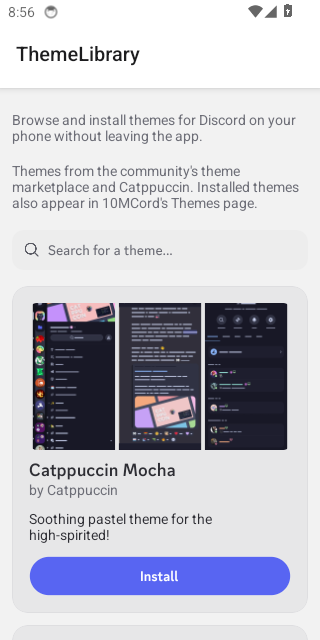 8:56
ThemeLibrary
Browse and install themes for Discord on your
phone without leaving the app.
Themes from the community's theme
marketplace and Catppuccin. Installed themes
also appear in 10MCord's Themes page.
Search for a theme...
Catppuccin Mocha
by Catppuccin
Soothing pastel theme for the
high-spirited!
Install